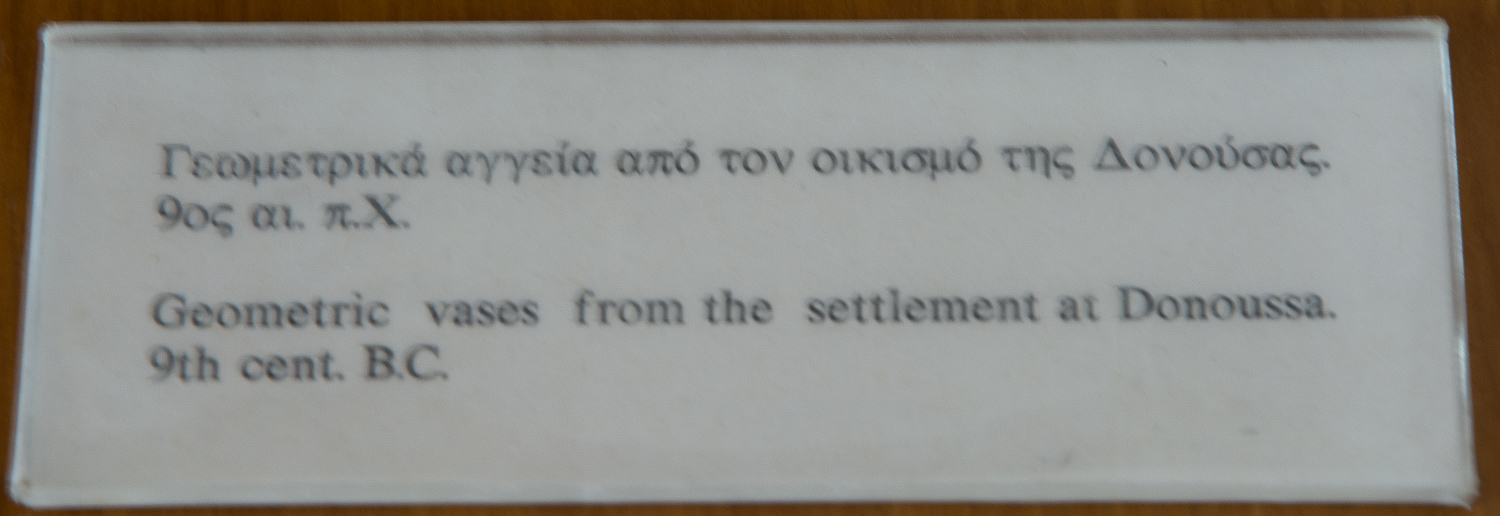 Γεωμετρικά αγγεία από τον οικισμό της Δονούσας.
9ος αι. π.Χ.
Geometric vases from the settlement at Donoussa.
9th cent. B.C.